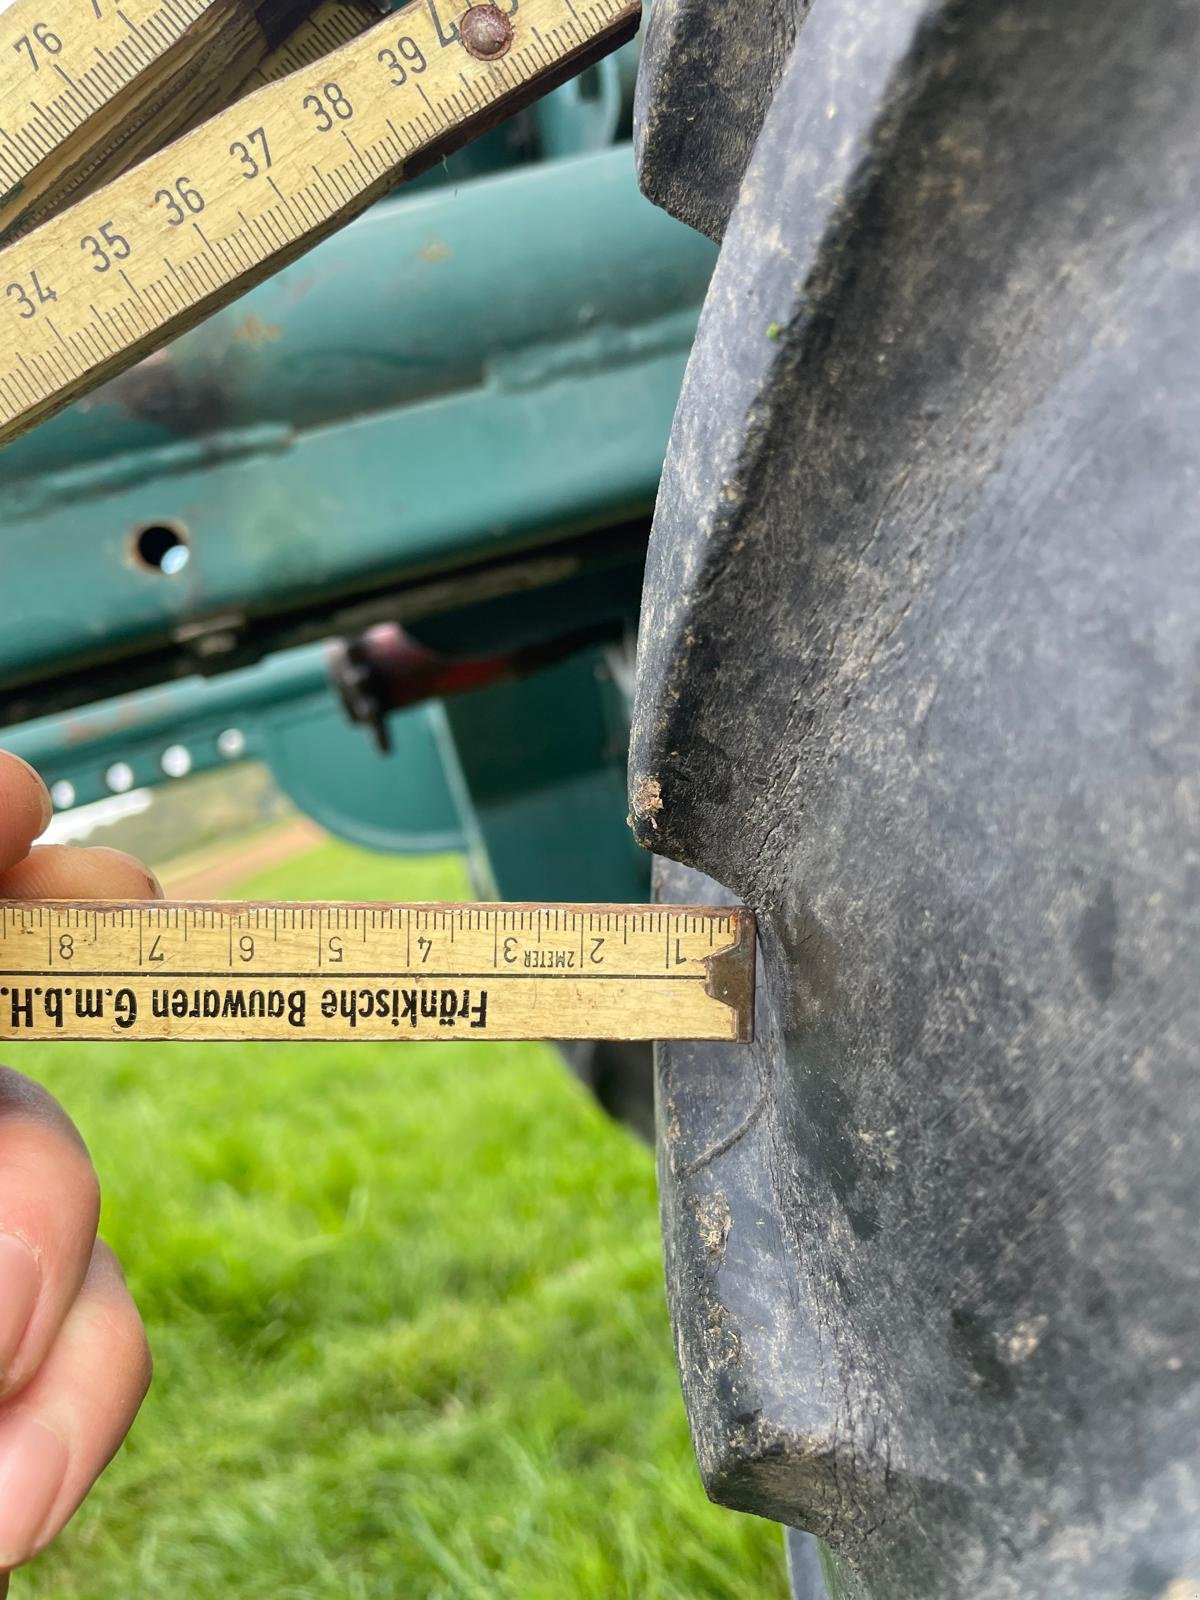 76
34 35 36 37 38 39
8 7 6 5 4 3 2METER 2 1
Fränkische Bauwaren G.m.b.H.